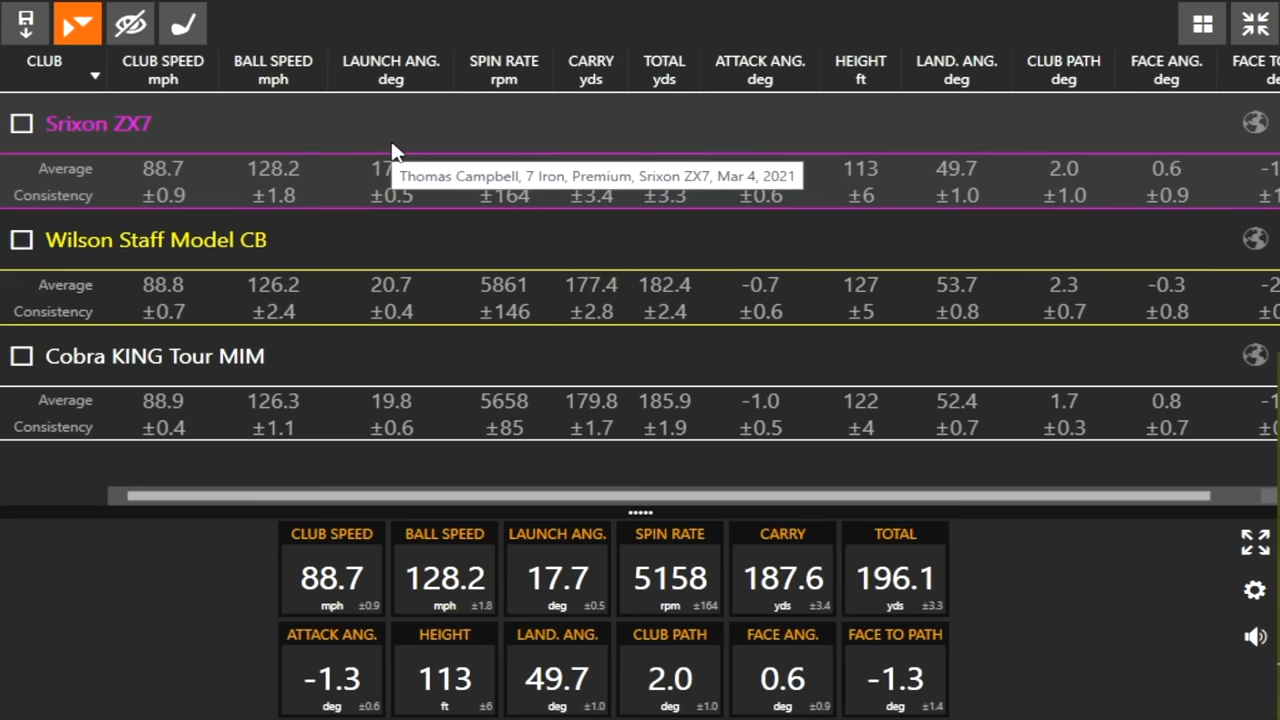 CLUB CLUB SPEED BALL SPEED LAUNCH ANG. SPIN RATE CARRY TOTAL ATTACK ANG. HEIGHT LAND. ANG. CLUB PATH FACE ANG. FACE TO
mph mph deg rpm yds yds deg ft deg deg deg
Srixon ZX7
Average 88.7 128.2 113 49.7 2.0 0.6
Thomas Campbell, 7 Iron, Premium, Srixon ZX7, Mar 4, 2021
Consistency ±0.9 ±1.8 ±0.5 ±164 ±3.4 ±3.3 ±0.6 ±6 ±1.0 ±1.0 ±0.9
Wilson Staff Model CB
Average 88.8 126.2 20.7 5861 177.4 182.4 -0.7 127 53.7 2.3 -0.3
Consistency ±0.7 ±2.4 ±0.4 ±146 ±2.8 ±2.4 ±0.6 ±5 ±0.8 ±0.7 ±0.8
Cobra KING Tour MIM
Average 88.9 126.3 19.8 5658 179.8 185.9 -1.0 122 52.4 1.7 0.8
Consistency ±0.4 ±1.1 ±0.6 ±85 ±1.7 ±1.9 ±0.5 ±4 ±0.7 ±0.3 ±0.7
CLUB SPEED BALL SPEED LAUNCH ANG. SPIN RATE CARRY TOTAL
88.7 128.2 17.7 5158 187.6 196.1
mph ±0.9 mph ±1.8 deg ±0.5 rpm ±164 yds ±3.4 yds ±3.3
ATTACK ANG. HEIGHT LAND. ANG. CLUB PATH FACE ANG. FACE TO PATH
-1.3 113 49.7 2.0 0.6 -1.3
deg ±0.6 ft ±6 deg ±1.0 deg ±1.0 deg ±0.9 deg ±1.4